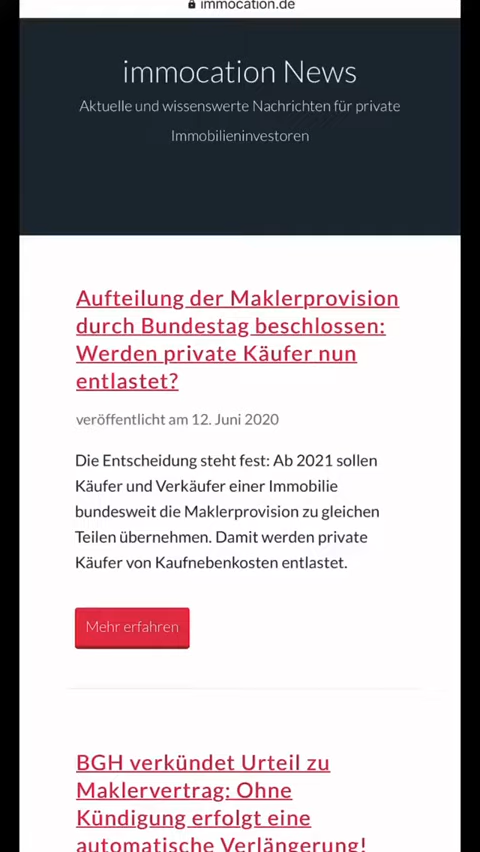 immocation.de
immocation News
Aktuelle und wissenswerte Nachrichten für private
Immobilieninvestoren
Aufteilung der Maklerprovision
durch Bundestag beschlossen:
Werden private Käufer nun
entlastet?
veröffentlicht am 12. Juni 2020
Die Entscheidung steht fest: Ab 2021 sollen
Käufer und Verkäufer einer Immobilie
bundesweit die Maklerprovision zu gleichen
Teilen übernehmen. Damit werden private
Käufer von Kaufnebenkosten entlastet.
Mehr erfahren
BGH verkündet Urteil zu
Maklervertrag: Ohne
Kündigung erfolgt eine
automatische Verlängerung!